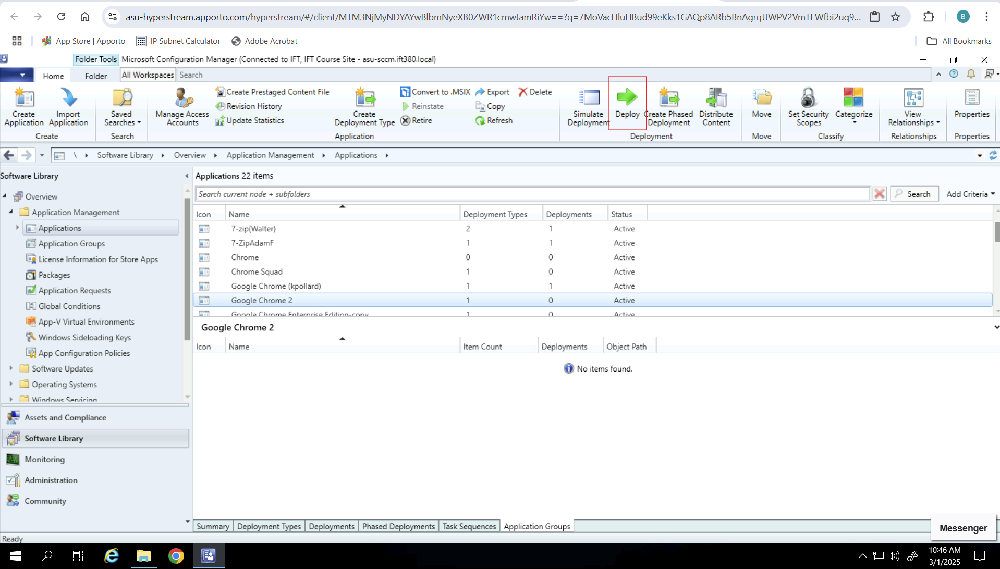 asu-hyperstream.apporto.com/hyperstream/#/client/MTM3NjMyNDYAYwBlbmNyeXB0ZWR1cmwtamRiYw==?q=7MoVacHluHBud99eKks1GAQp8ARb5BnAgrqJtWPV2VmTEWfbi2uq9...
B
App Store | Apporto
IP Subnet Calculator
Adobe Acrobat
All Bookmarks
Folder Tools
Microsoft Configuration Manager (Connected to IFT, IFT Course Site - asu-sccm.ift380.local)
Home
Folder
All Workspaces
Search
Create Application
Import Application
Create
Saved Searches
Search
Manage Access Accounts
Create Prestaged Content File
Revision History
Update Statistics
Create Deployment Type
Convert to .MSIX
Reinstate
Retire
Export
Copy
Refresh
Delete
Application
Simulate Deployment
Deploy
Create Phased Deployment
Distribute Content
Deployment
Move
Move
Set Security Scopes
Categorize
Classify
View Relationships
Relationships
Properties
Properties
\ Software Library Overview Application Management Applications
Software Library
Overview
Application Management
Applications
Application Groups
License Information for Store Apps
Packages
Application Requests
Global Conditions
App-V Virtual Environments
Windows Sideloading Keys
App Configuration Policies
Software Updates
Operating Systems
Windows Servicing
Assets and Compliance
Software Library
Monitoring
Administration
Community
Applications 22 items
Search current node + subfolders
Search
Add Criteria
Icon Name Deployment Types Deployments Status
7-zip(Walter) 2 1 Active
7-ZipAdamF 1 1 Active
Chrome 0 0 Active
Chrome Squad 1 0 Active
Google Chrome (kpollard) 1 1 Active
Google Chrome 2 1 0 Active
Google Chrome Enterprise Edition-copy 1 0 Active
Google Chrome 2
Icon Name Item Count Deployments Object Path
No items found.
Summary
Deployment Types
Deployments
Phased Deployments
Task Sequences
Application Groups
Messenger
Ready
10:46 AM
3/1/2025